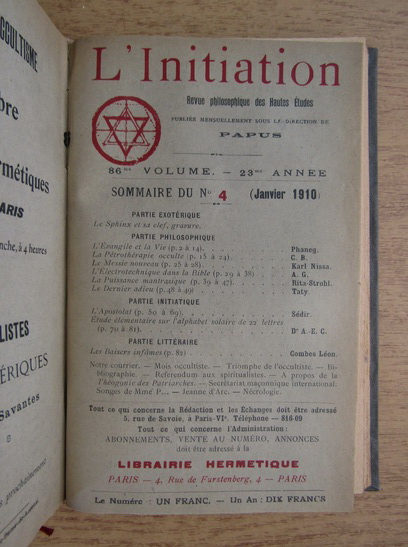 OCCULTISME
bre
rmétiques
ARIS
anche, à 4 heures
LISTES
ÉRIQUES
Savantes
s prochainement
L'Initiation
Revue philosophique des Hautes Études
PUBLIÉE MENSUELLEMENT SOUS LA DIRECTION DE
PAPUS
86me VOLUME. — 23me ANNÉE
SOMMAIRE DU No 4 (Janvier 1910)
PARTIE EXOTÉRIQUE
Le Sphinx et sa clef, gravure.
PARTIE PHILOSOPHIQUE
L'Évangile et la Vie (p. 2 à 14). Phaneg.
La Pétrothérapie occulte (p. 15 à 24). C. B.
Le Messie nouveau (p. 25 à 28). Karl Nissa.
L'Électrotechnique dans la Bible (p. 29 à 38) A. G.
La Puissance mantrasique (p. 39 à 47). Rita-Strohl.
Le Dernier adieu (p. 48 à 49) Taty.
PARTIE INITIATIQUE
L'Apostolat (p. 50 à 69). Sédir.
Étude élémentaire sur l'alphabet solaire de 22 lettres
(p. 70 à 81). Dr A.-E. C.
PARTIE LITTÉRAIRE
Les Baisers infâmes (p. 82) Combes Léon.
Notre courrier. — Mois occultiste. — Triomphe de l'occultiste. — Bi-
bliographie. — Referendum aux spiritualistes. — A propos de la
Théogonie des Patriarches. — Secrétariat maçonnique international.
Songes de Mme P... — Jeanne d'Arc. — Nécrologie.
Tout ce qui concerne la Rédaction et les Échanges doit être adressé
5, rue de Savoie, à Paris-VIe. Téléphone — 816-09
Tout ce qui concerne l'Administration:
ABONNEMENTS, VENTE AU NUMÉRO, ANNONCES
doit être adressé à la
LIBRAIRIE HERMETIQUE
PARIS — 4, Rue de Furstenberg, 4 — PARIS
Le Numéro : UN FRANC. — Un An : DIX FRANCS